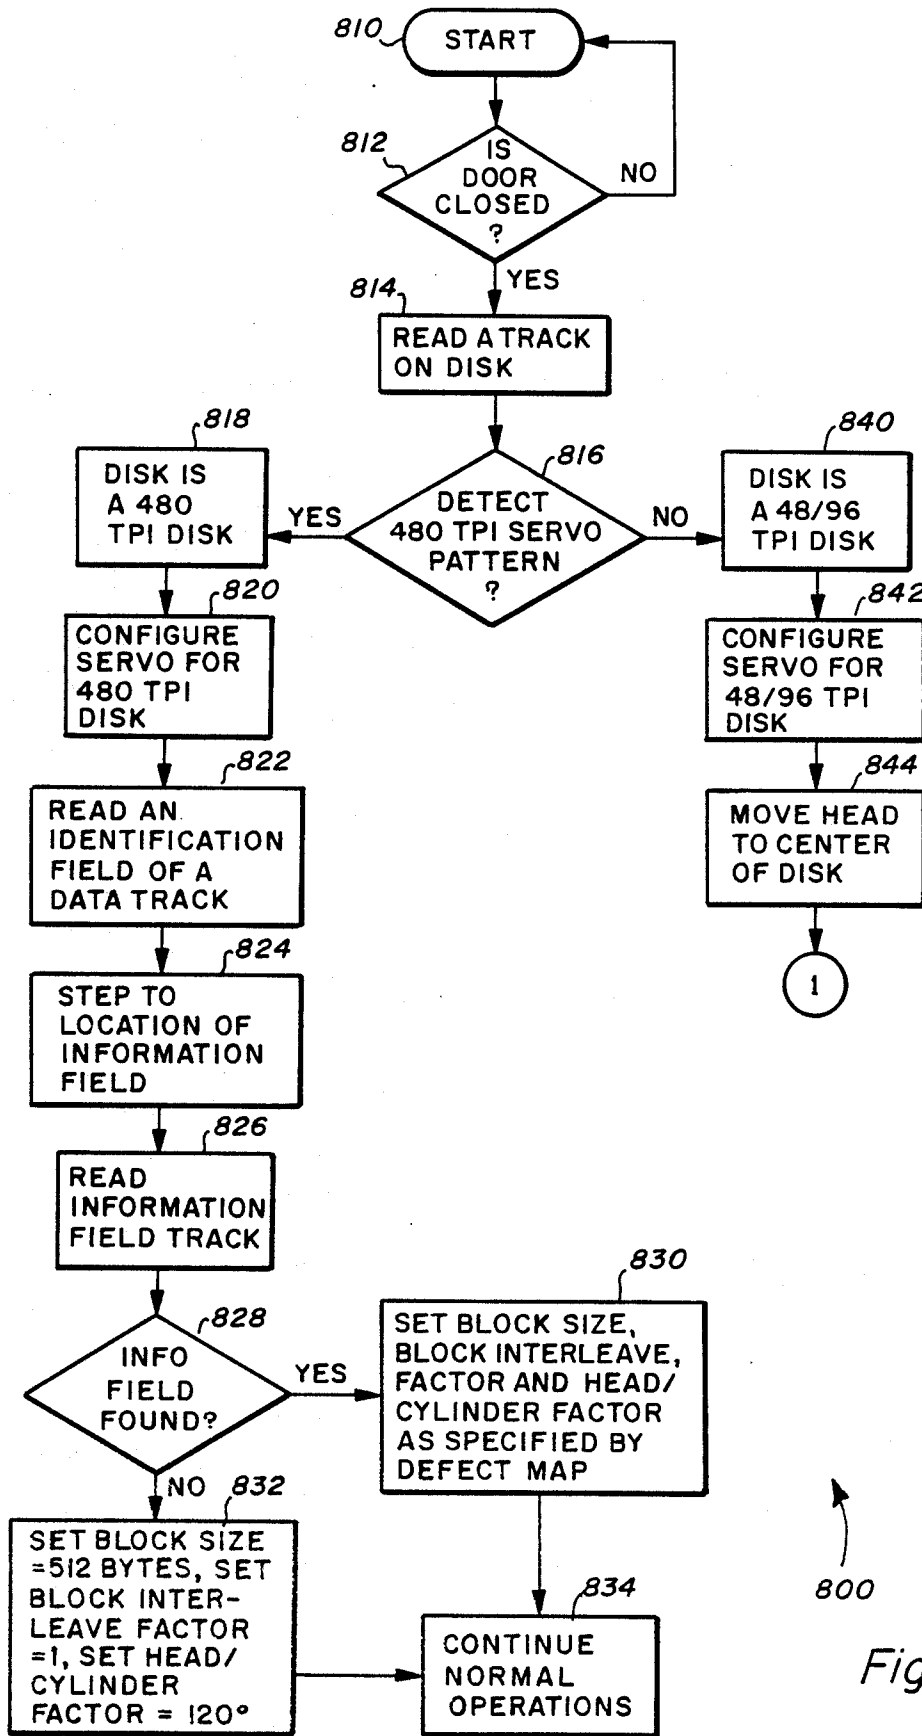 810
START
812
IS
DOOR
CLOSED
?
NO
YES
814
READ A TRACK
ON DISK
816
DETECT
480 TPI SERVO
PATTERN
?
YES
NO
818
DISK IS
A 480
TPI DISK
820
CONFIGURE
SERVO FOR
480 TPI
DISK
822
READ AN
IDENTIFICATION
FIELD OF A
DATA TRACK
824
STEP TO
LOCATION OF
INFORMATION
FIELD
826
READ
INFORMATION
FIELD TRACK
828
INFO
FIELD
FOUND?
YES
NO
830
SET BLOCK SIZE,
BLOCK INTERLEAVE,
FACTOR AND HEAD/
CYLINDER FACTOR
AS SPECIFIED BY
DEFECT MAP
832
SET BLOCK SIZE
=512 BYTES, SET
BLOCK INTER-
LEAVE FACTOR
=1, SET HEAD/
CYLINDER
FACTOR = 120°
834
CONTINUE
NORMAL
OPERATIONS
840
DISK IS
A 48/96
TPI DISK
842
CONFIGURE
SERVO FOR
48/96 TPI
DISK
844
MOVE HEAD
TO CENTER
OF DISK
1
800
Fig